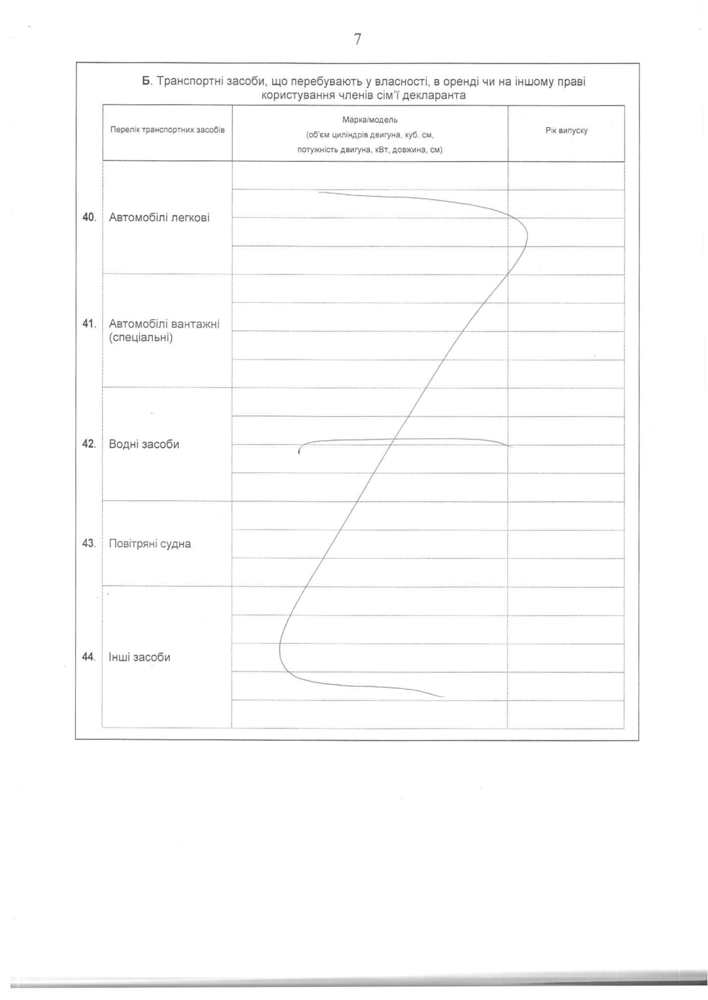 7
Б. Транспортні засоби, що перебувають у власності, в оренді чи на іншому праві
користування членів сім'ї декларанта
Перелік транспортних засобів
Марка/модель
(об'єм циліндрів двигуна, куб. см,
потужність двигуна, кВт, довжина, см)
Рік випуску
40. Автомобілі легкові
41. Автомобілі вантажні
(спеціальні)
42. Водні засоби
43. Повітряні судна
44. Інші засоби